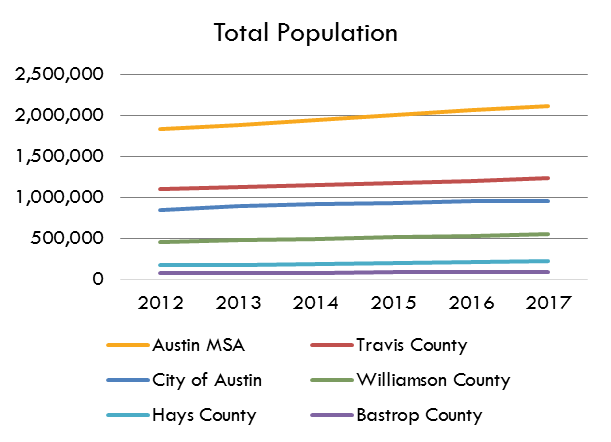 Total Population
2,500,000
2,000,000
1,500,000
1,000,000
500,000
0
2012 2013 2014 2015 2016 2017
Austin MSA Travis County
City of Austin Williamson County
Hays County Bastrop County